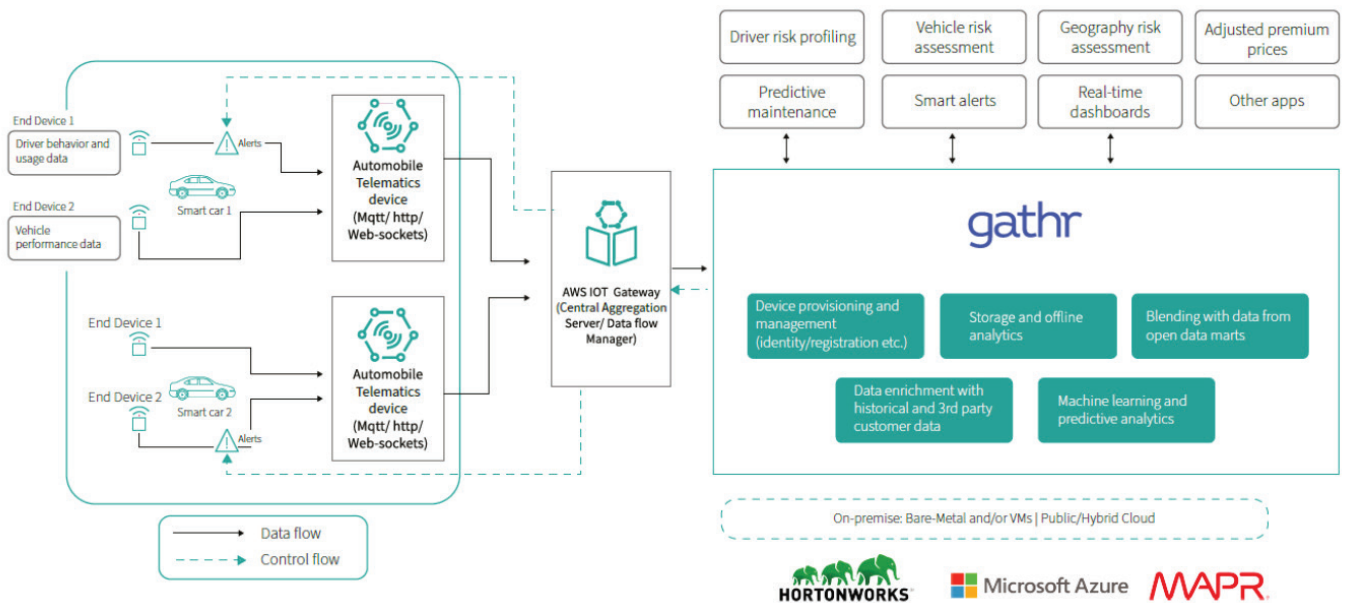 Driver risk profiling
Vehicle risk
assessment
Geography risk
assessment
Adjusted premium
prices
Predictive
maintenance
Smart alerts
Real-time
dashboards
Other apps
End Device 1
Driver behavior and
usage data
Alerts
Smart car 1
End Device 2
Vehicle
performance data
Automobile
Telematics
device
(Mqtt/ http/
Web-sockets)
End Device 1
End Device 2
Smart car 2
Alerts
Automobile
Telematics
device
(Mqtt/ http/
Web-sockets)
AWS IOT Gateway
(Central Aggregation
Server/ Data flow
Manager)
gathr
Device provisioning and
management
(identity/registration etc.)
Storage and offline
analytics
Blending with data from
open data marts
Data enrichment with
historical and 3rd party
customer data
Machine learning and
predictive analytics
On-premise: Bare-Metal and/or VMs | Public/Hybrid Cloud
Data flow
Control flow
HORTONWORKS
Microsoft Azure
MAPR